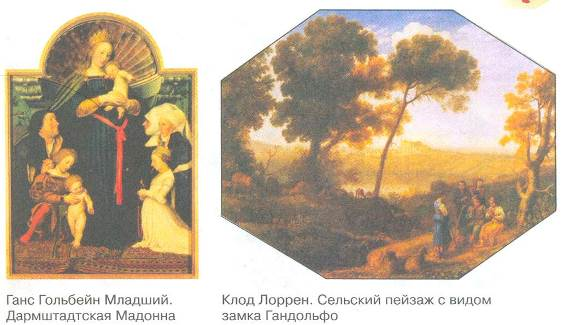 Ганс Гольбейн Младший.
Дармштадтская Мадонна
Клод Лоррен. Сельский пейзаж с видом
замка Гандольфо